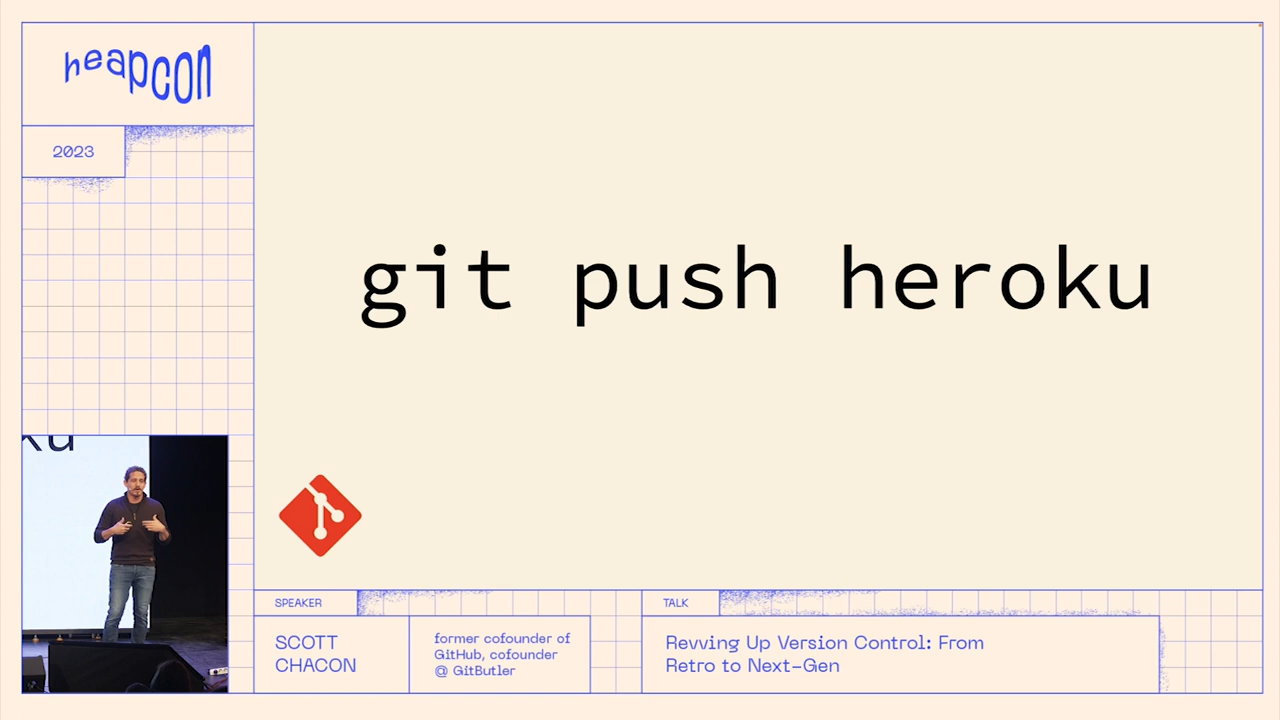 heapcon
2023
git push heroku
ku
SPEAKER
SCOTT
CHACON
former cofounder of
GitHub, cofounder
@ GitButler
TALK
Revving Up Version Control: From
Retro to Next-Gen